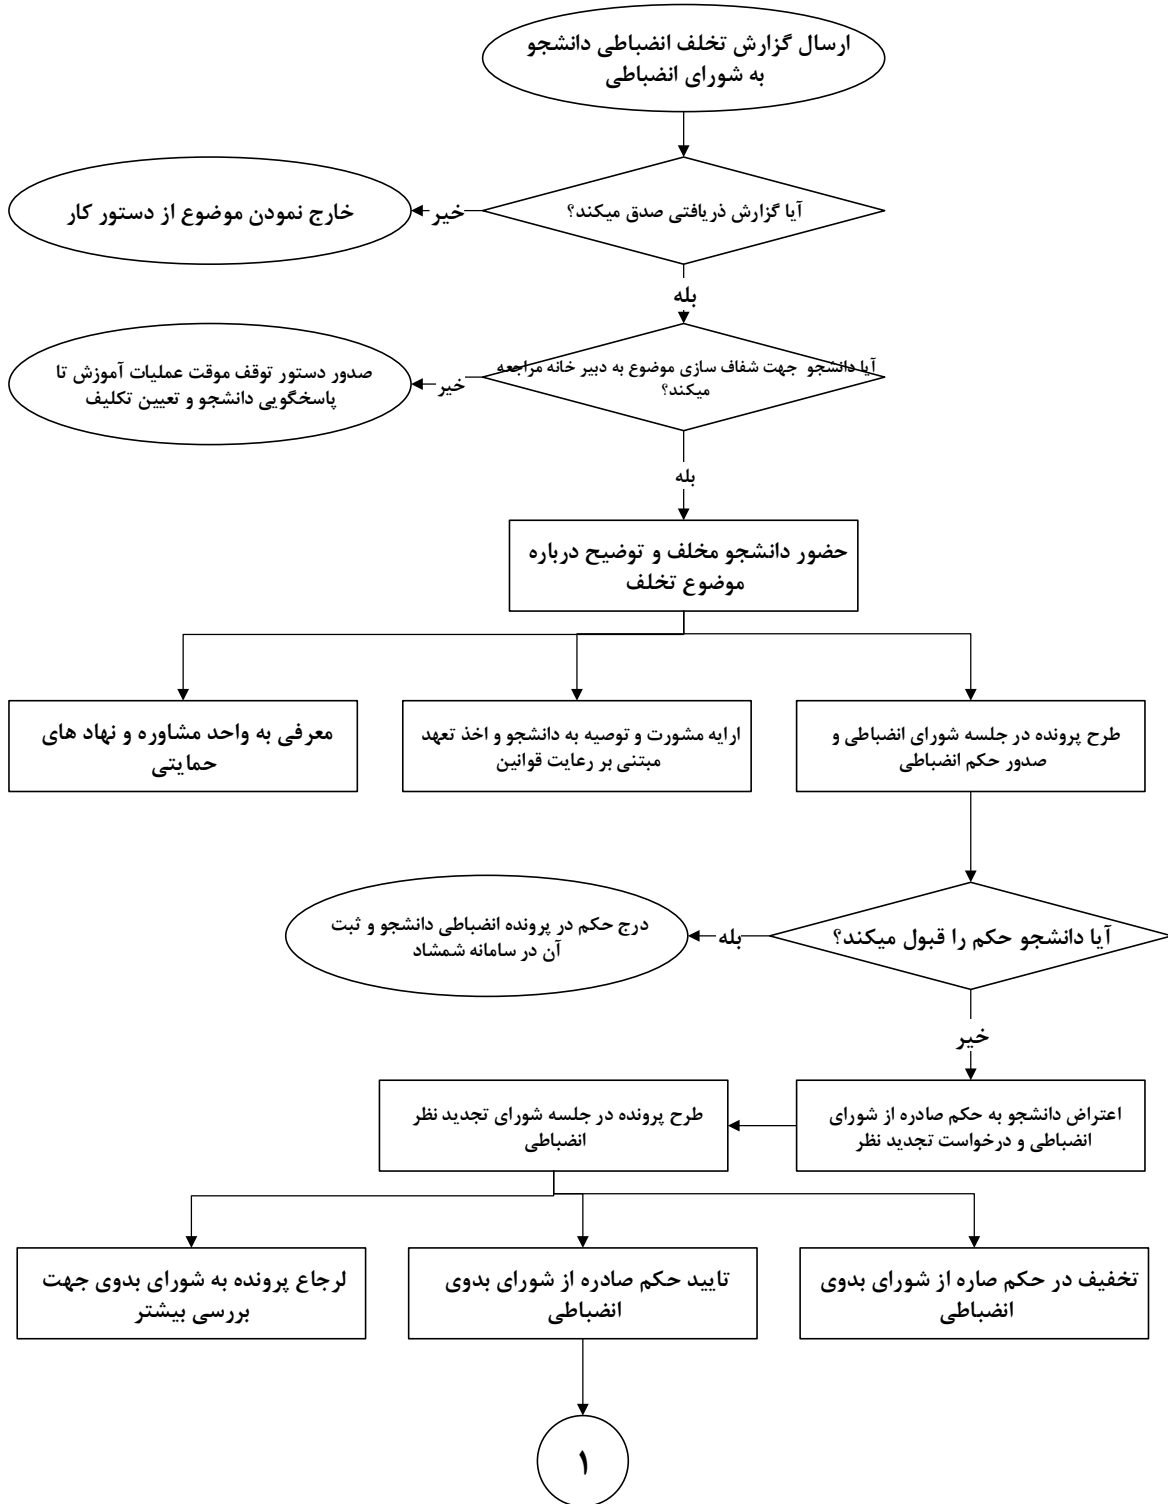 ارسال گزارش تخلف انضباطی دانشجو
به شورای انضباطی
آیا گزارش ذریافتی صدق میکند؟
خیر
خارج نمودن موضوع از دستور کار
بله
آیا دانشجو جهت شفاف سازی موضوع به دبیر خانه مراجعه
میکند؟
خیر
صدور دستور توقف موقت عملیات آموزش تا
پاسخگویی دانشجو و تعیین تکلیف
بله
حضور دانشجو مخلف و توضیح درباره
موضوع تخلف
طرح پرونده در جلسه شورای انضباطی و
صدور حکم انضباطی
ارایه مشورت و توصیه به دانشجو و اخذ تعهد
مبتنی بر رعایت قوانین
معرفی به واحد مشاوره و نهاد های
حمایتی
آیا دانشجو حکم را قبول میکند؟
بله
درج حکم در پرونده انضباطی دانشجو و ثبت
آن در سامانه شمشاد
خیر
اعتراض دانشجو به حکم صادره از شورای
انضباطی و درخواست تجدید نظر
طرح پرونده در جلسه شورای تجدید نظر
انضباطی
تخفیف در حکم صاره از شورای بدوی
انضباطی
تایید حکم صادره از شورای بدوی
انضباطی
لرجاع پرونده به شورای بدوی جهت
بررسی بیشتر
۱